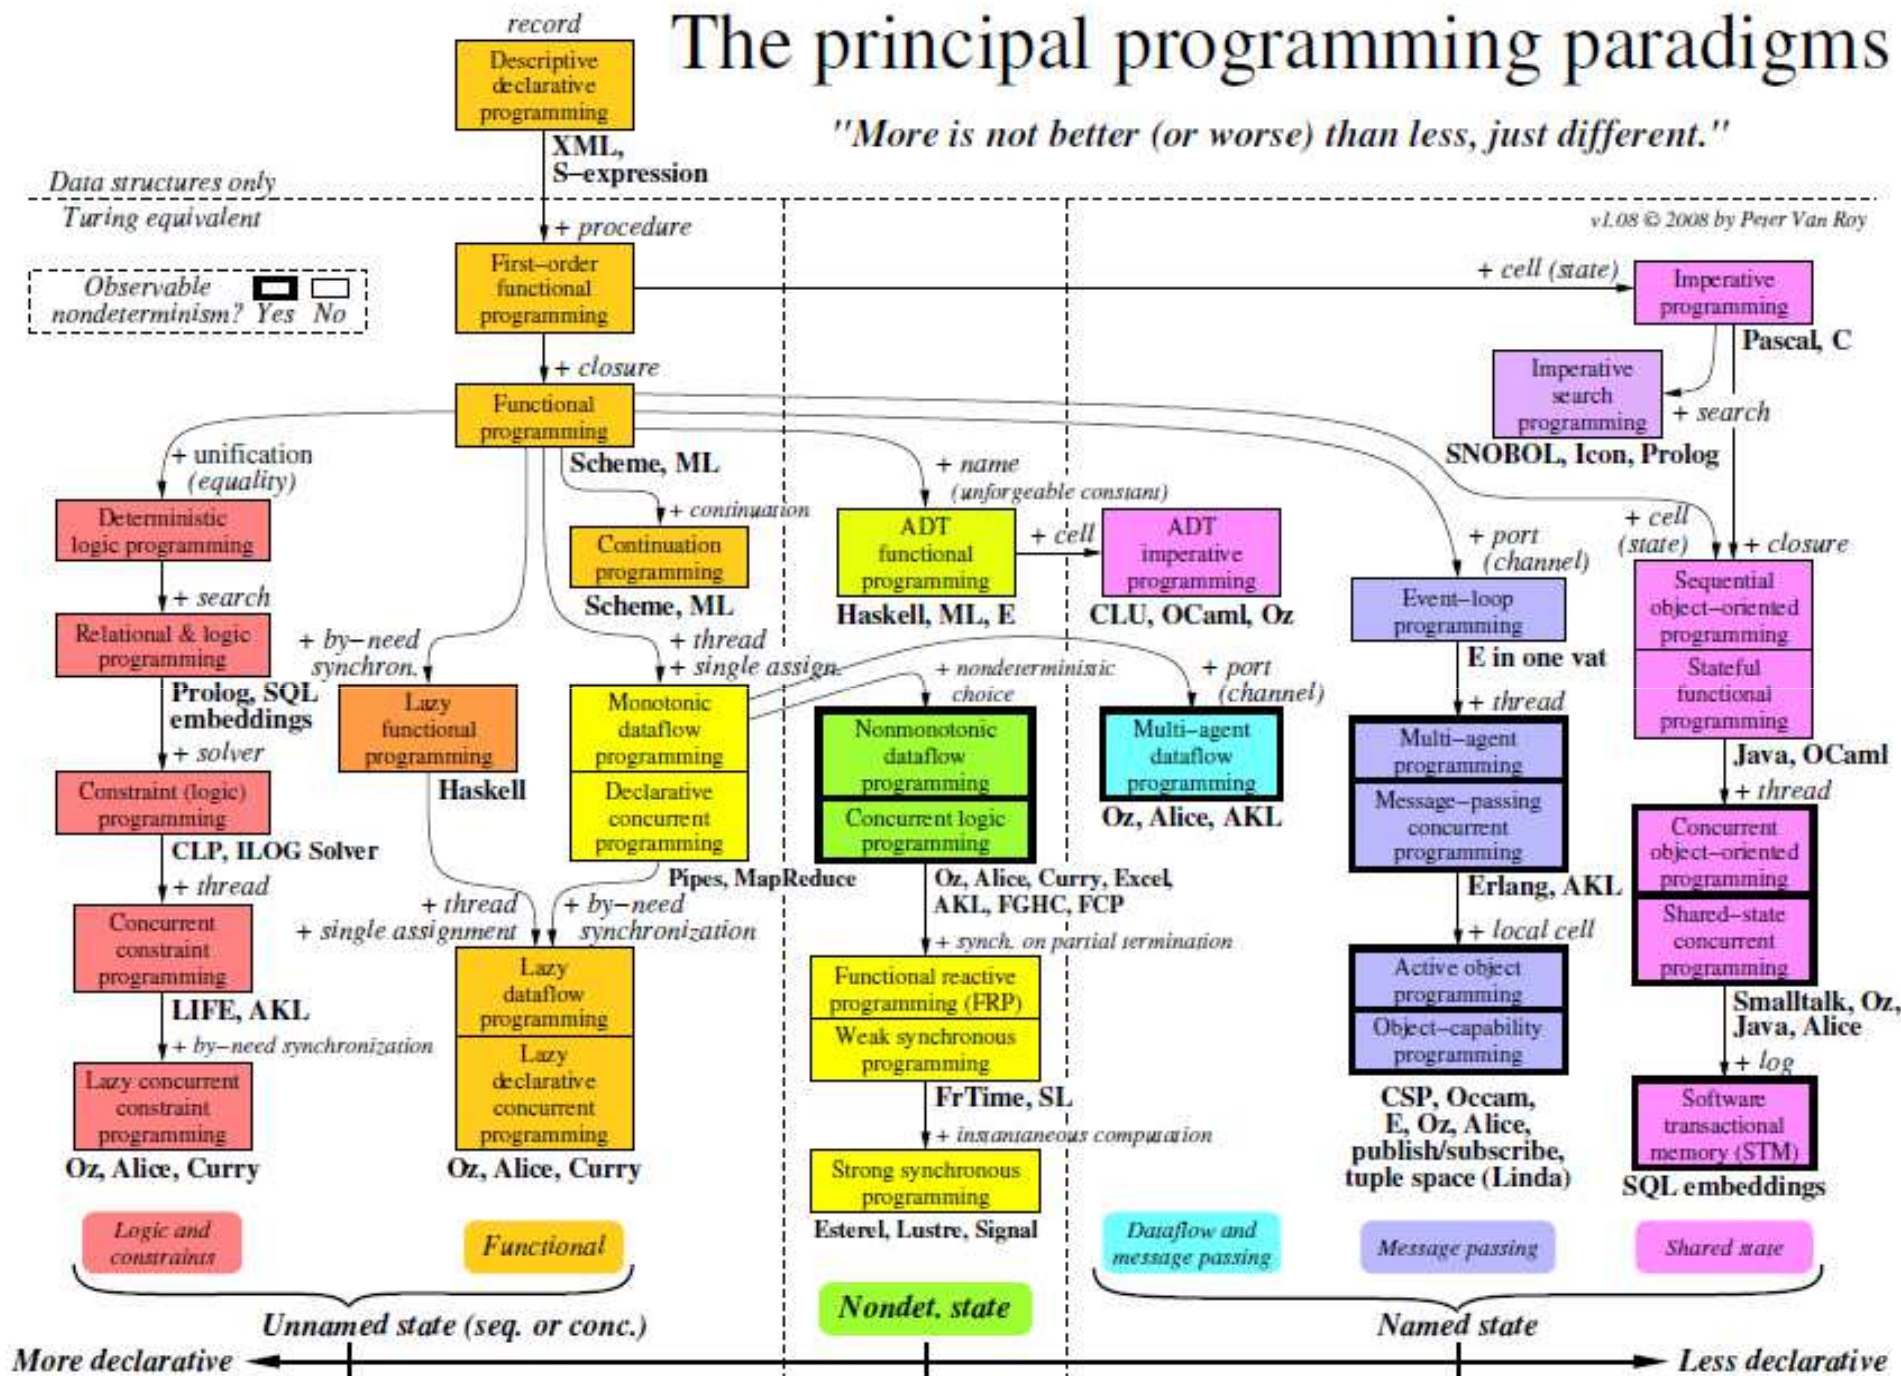 The principal programming paradigms
"More is not better (or worse) than less, just different."
v1.08 © 2008 by Peter Van Roy
record
Descriptive
declarative
programming
XML,
S−expression
Data structures only
Turing equivalent
Observable
nondeterminism? Yes No
+ procedure
First−order
functional
programming
+ cell (state)
Imperative
programming
Pascal, C
Imperative
search
programming
+ search
SNOBOL, Icon, Prolog
+ closure
Functional
programming
Scheme, ML
+ unification
(equality)
Deterministic
logic programming
+ search
Relational & logic
programming
Prolog, SQL
embeddings
+ solver
Constraint (logic)
programming
CLP, ILOG Solver
+ thread
Concurrent
constraint
programming
LIFE, AKL
+ by−need synchronization
Lazy concurrent
constraint
programming
Oz, Alice, Curry
+ continuation
Continuation
programming
Scheme, ML
+ by−need
synchron.
Lazy
functional
programming
Haskell
+ thread
+ single assign.
Monotonic
dataflow
programming
Declarative
concurrent
programming
Pipes, MapReduce
+ thread
+ single assignment
+ by−need
synchronization
Lazy
dataflow
programming
Lazy
declarative
concurrent
programming
Oz, Alice, Curry
+ name
(unforgeable constant)
ADT
functional
programming
Haskell, ML, E
+ cell
ADT
imperative
programming
CLU, OCaml, Oz
+ nondeterministic
choice
Nonmonotonic
dataflow
programming
Concurrent logic
programming
Oz, Alice, Curry, Excel,
AKL, FGHC, FCP
+ synch. on partial termination
Functional reactive
programming (FRP)
Weak synchronous
programming
FrTime, SL
+ instantaneous computation
Strong synchronous
programming
Esterel, Lustre, Signal
+ port
(channel)
Multi−agent
dataflow
programming
Oz, Alice, AKL
+ port
(channel)
Event−loop
programming
E in one vat
+ thread
Multi−agent
programming
Message−passing
concurrent
programming
Erlang, AKL
+ local cell
Active object
programming
Object−capability
programming
CSP, Occam,
E, Oz, Alice,
publish/subscribe,
tuple space (Linda)
+ cell
(state)
+ closure
Sequential
object−oriented
programming
Stateful
functional
programming
Java, OCaml
+ thread
Concurrent
object−oriented
programming
Shared−state
concurrent
programming
Smalltalk, Oz,
Java, Alice
+ log
Software
transactional
memory (STM)
SQL embeddings
Logic and
constraints
Functional
Dataflow and
message passing
Message passing
Shared state
Nondet. state
Unnamed state (seq. or conc.)
Named state
More declarative
Less declarative